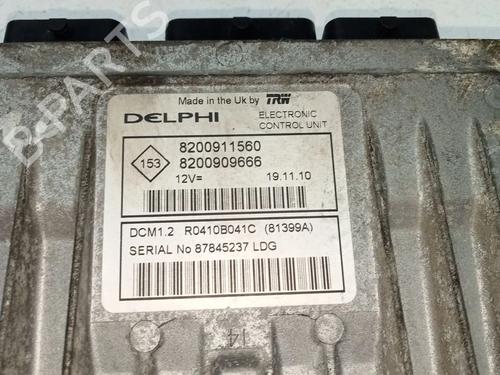 Made in the Uk by TRW
DELPHI
ELECTRONIC
CONTROL UNIT
153
8200911560
8200909666
12V= 19.11.10
DCM1.2 R0410B041C (81399A)
SERIAL No 87845237 LDG
14
B-PARTS